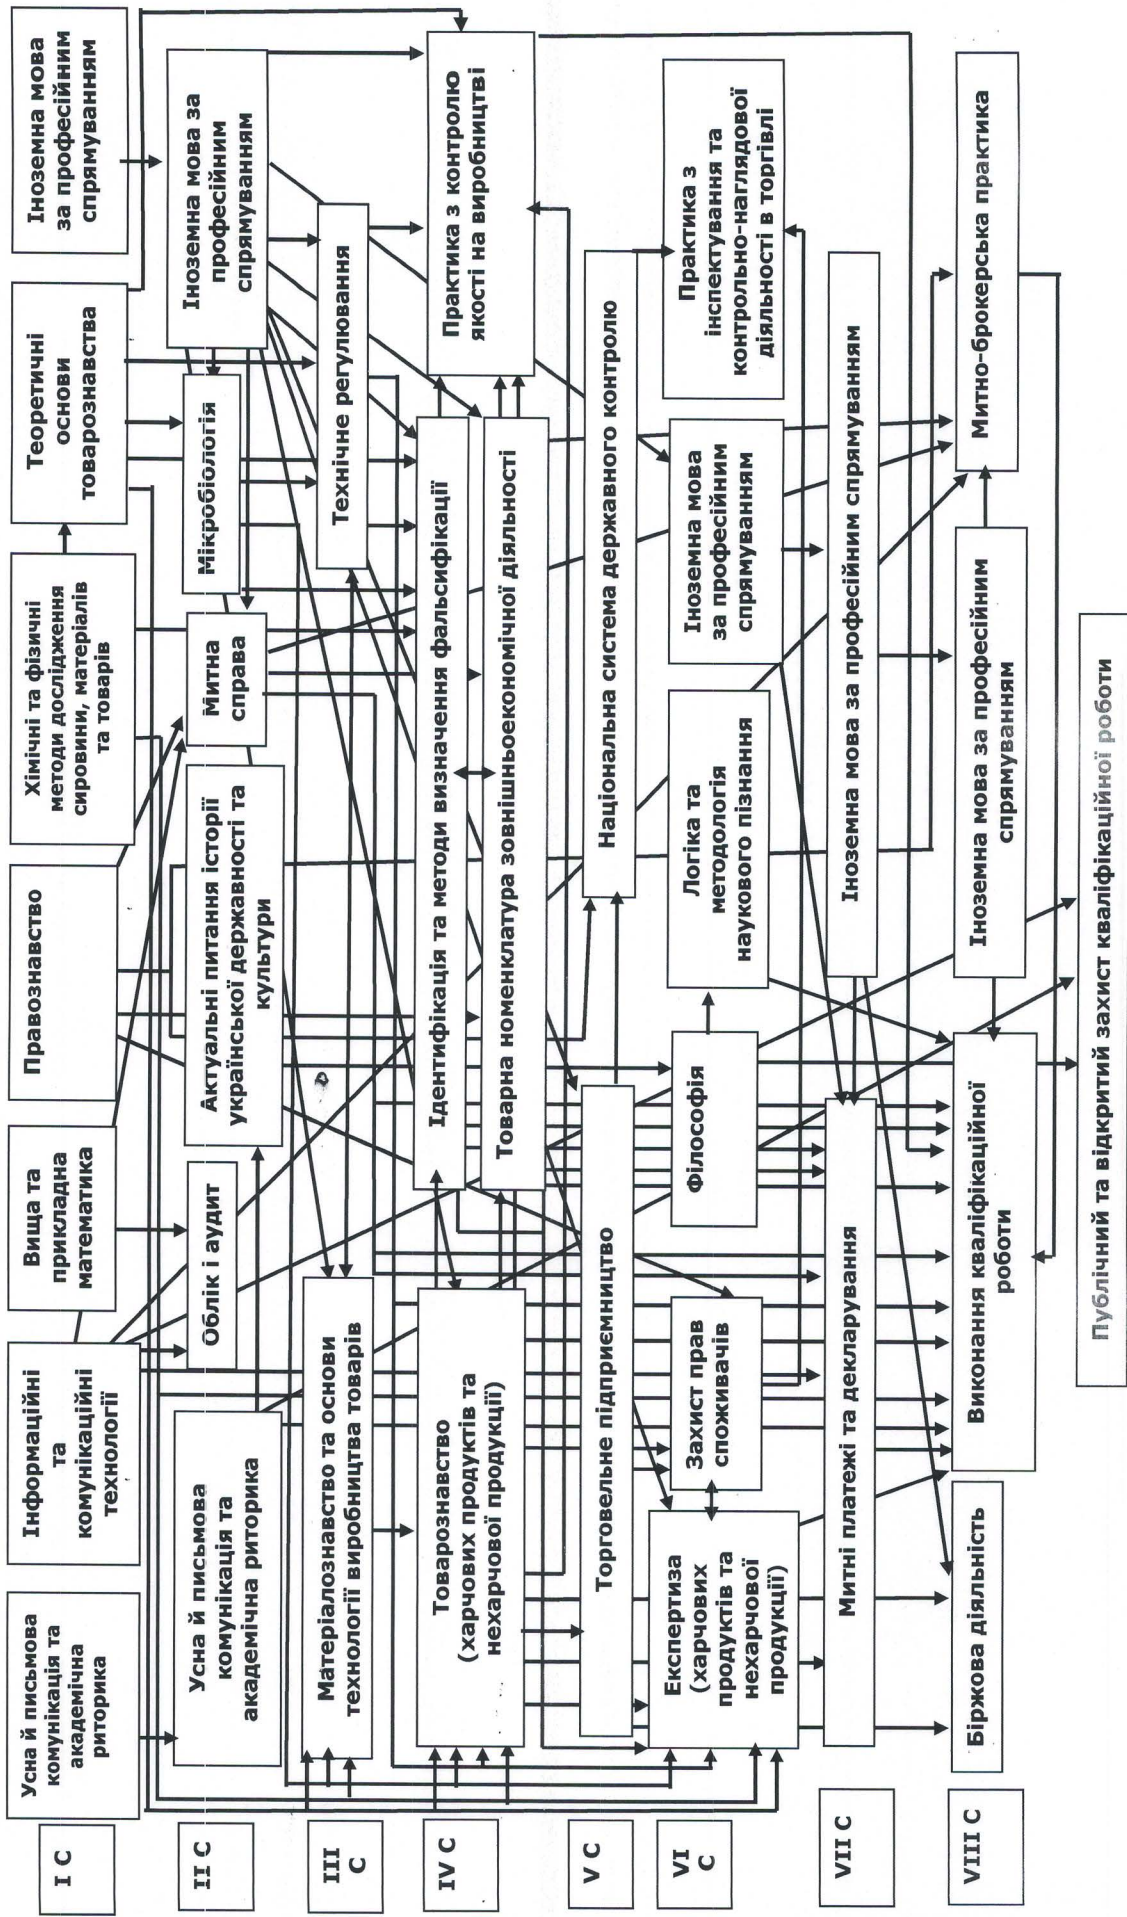 I С
Усна й письмова
комунікація та
академічна
риторика
Інформаційні
та
комунікаційні
технології
Вища та
прикладна
математика
Правознавство
Хімічні та фізичні
методи дослідження
сировини, матеріалів
та товарів
Теоретичні
основи
товарознавства
Іноземна мова
за професійним
спрямуванням
II С
Усна й письмова
комунікація та
академічна риторика
Облік і аудит
Актуальні питання історії
української державності та
культури
Митна
справа
Мікробіологія
Іноземна мова за
професійним
спрямуванням
III
С
Матеріалознавство та основи
технології виробництва товарів
Технічне регулювання
IV С
Товарознавство
(харчових продуктів та
нехарчової продукції)
Ідентифікація та методи визначення фальсифікації
Товарна номенклатура зовнішньоекономічної діяльності
Практика з контролю
якості на виробництві
V С
Торговельне підприємництво
Національна система державного контролю
VI
С
Експертиза
(харчових
продуктів та
нехарчової
продукції)
Захист прав
споживачів
Філософія
Логіка та
методологія
наукового пізнання
Іноземна мова
за професійним
спрямуванням
Практика з
інспектування та
контрольно-наглядової
діяльності в торгівлі
VII С
Митні платежі та декларування
Іноземна мова за професійним спрямуванням
VIII С
Біржова діяльність
Виконання кваліфікаційної
роботи
Іноземна мова за професійним
спрямуванням
Митно-брокерська практика
Публічний та відкритий захист кваліфікаційної роботи